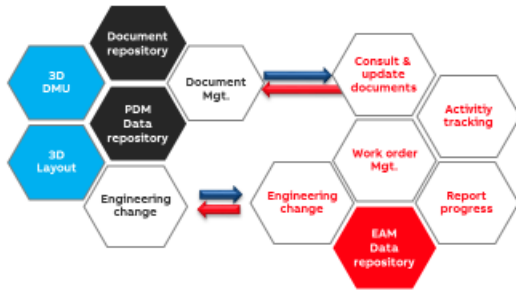 Document
repository
3D
DMU
Document
Mgt.
PDM
Data
repository
3D
Layout
Engineering
change
Consult &
update
documents
Activitiy
tracking
Work order
Mgt.
Engineering
change
Report
progress
EAM
Data
repository